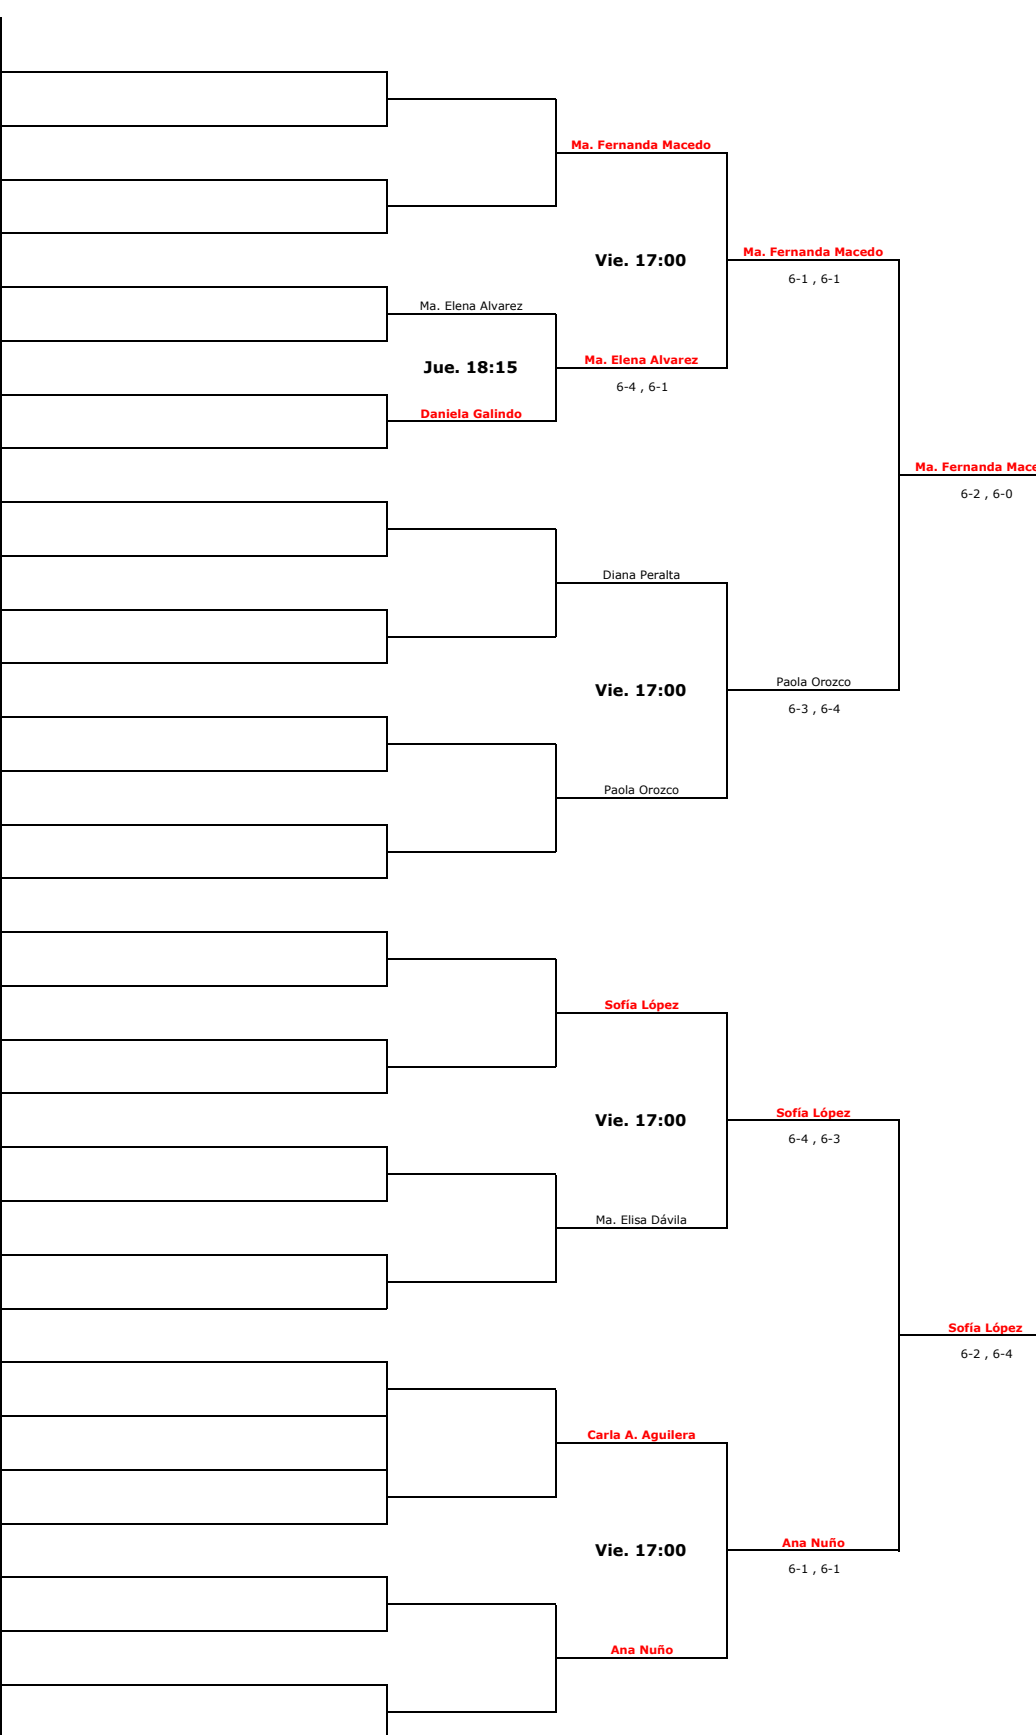 Ma. Fernanda Macedo
Vie. 17:00
Ma. Fernanda Macedo
6-1 , 6-1
Ma. Elena Alvarez
Jue. 18:15
Ma. Elena Alvarez
6-4 , 6-1
Daniela Galindo
Ma. Fernanda Mace
6-2 , 6-0
Diana Peralta
Vie. 17:00
Paola Orozco
6-3 , 6-4
Paola Orozco
Sofía López
Vie. 17:00
Sofía López
6-4 , 6-3
Ma. Elisa Dávila
Sofía López
6-2 , 6-4
Carla A. Aguilera
Vie. 17:00
Ana Nuño
6-1 , 6-1
Ana Nuño